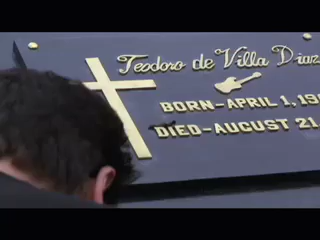 Teodoro de Villa Diaz
BORN-APRIL 1, 19
DIED-AUGUST 21